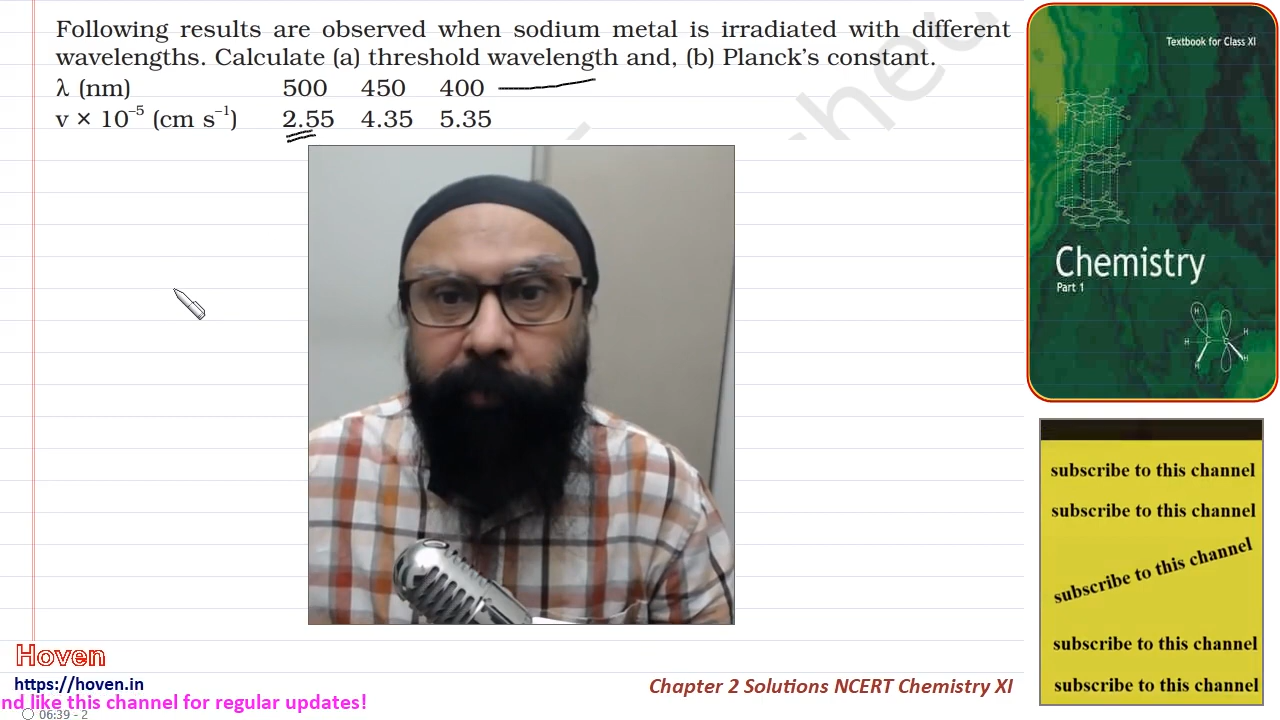 Following results are observed when sodium metal is irradiated with different
wavelengths. Calculate (a) threshold wavelength and, (b) Planck's constant.
λ (nm) 500 450 400
v × 10⁻⁵ (cm s⁻¹) 2.55 4.35 5.35
Textbook for Class XI
Chemistry
Part 1
H
H
H
C
C
H
H
H
subscribe to this channel
subscribe to this channel
subscribe to this channel
subscribe to this channel
subscribe to this channel
Hoven
https://hoven.in
nd like this channel for regular updates!
06:39 - 2
Chapter 2 Solutions NCERT Chemistry XI